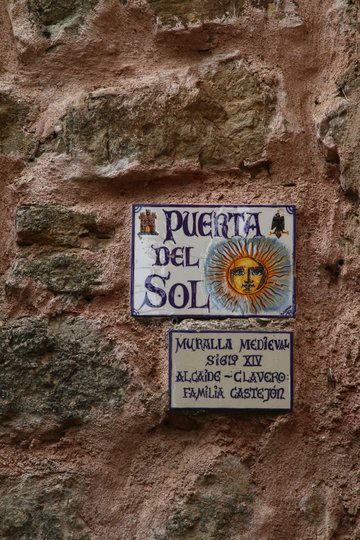 PUERTA
DEL
SOL
MURALLA MEDIEVAL
SIGLO XIV
ALCAIDE - CLAVERO:
FAMILIA CASTEJÓN